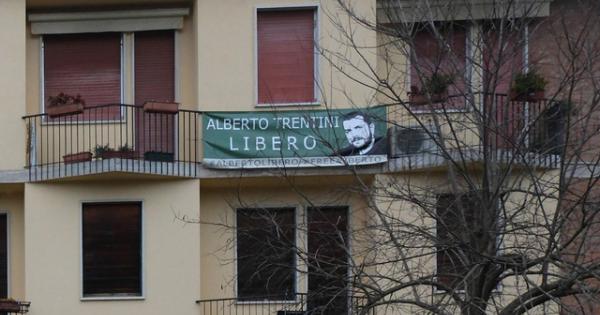 ALBERTO TRENTINI
LIBERO
#ALBERTOLIBERO #FREEALBERTO